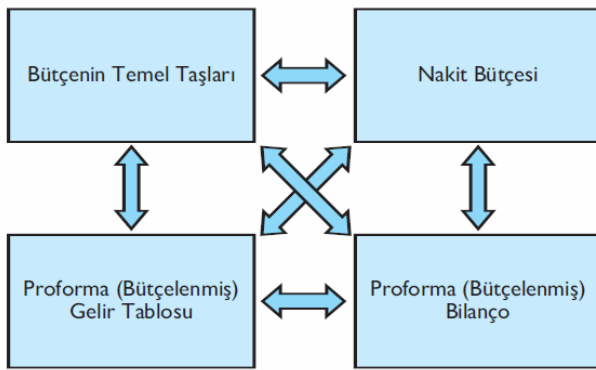 Bütçenin Temel Taşları
Nakit Bütçesi
Proforma (Bütçelenmiş)
Gelir Tablosu
Proforma (Bütçelenmiş)
Bilanço